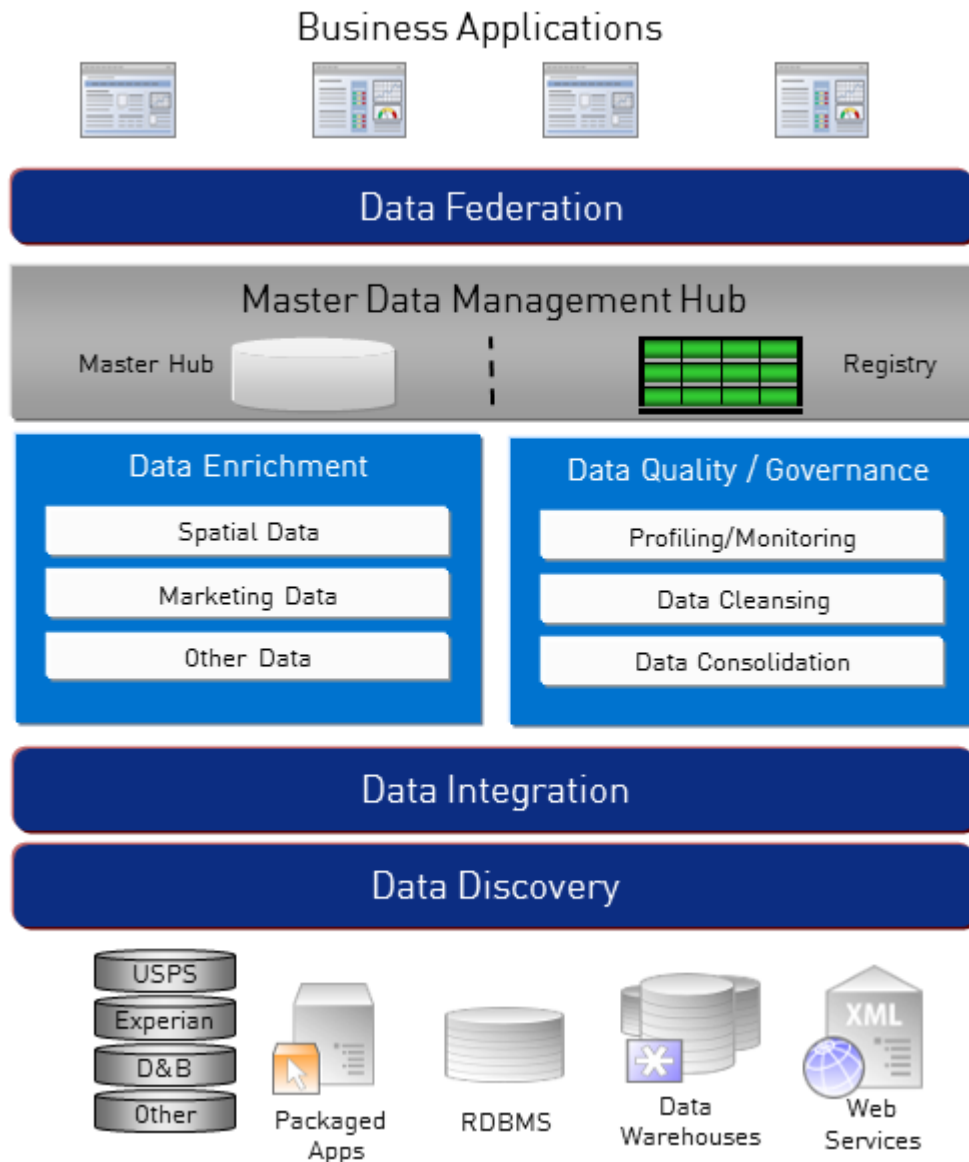 Business Applications
Data Federation
Master Data Management Hub
Master Hub
Registry
Data Enrichment
Spatial Data
Marketing Data
Other Data
Data Quality / Governance
Profiling/Monitoring
Data Cleansing
Data Consolidation
Data Integration
Data Discovery
USPS
Experian
D&B
Other
Packaged
Apps
RDBMS
Data
Warehouses
XML
Web
Services